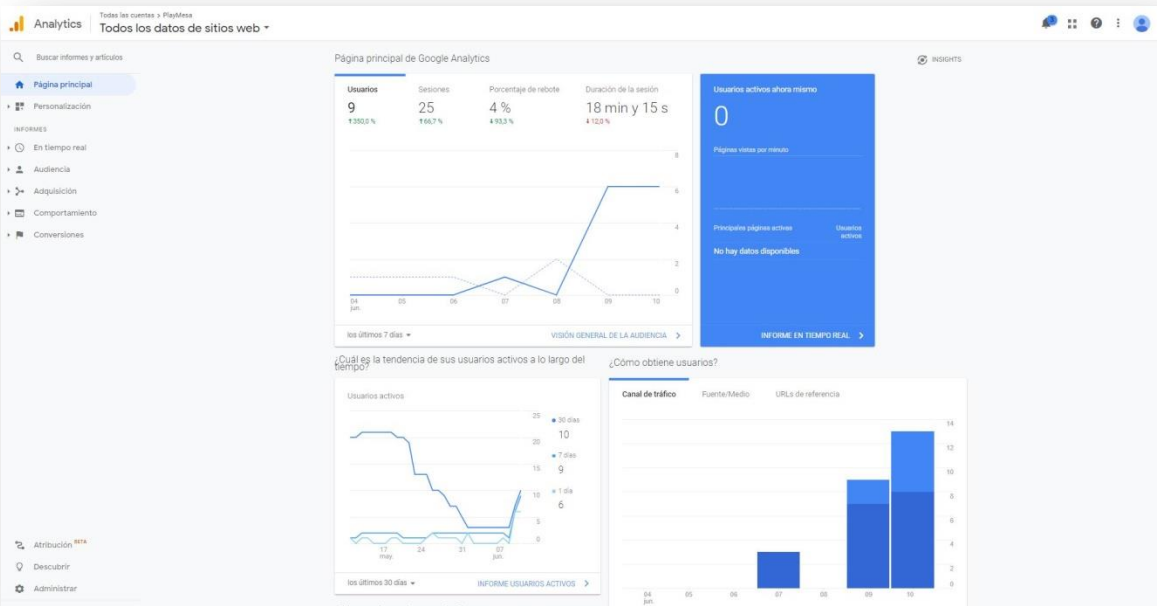 Analytics
Todas las cuentas > PlayMesa
Todos los datos de sitios web
3
Buscar informes y artículos
Página principal
Personalización
INFORMES
En tiempo real
Audiencia
Adquisición
Comportamiento
Conversiones
Atribución BETA
Descubrir
Administrar
Página principal de Google Analytics
INSIGHTS
Usuarios Sesiones Porcentaje de rebote Duración de la sesión
9 25 4 % 18 min y 15 s
350,0 % 66,7 % 93,3 % 12,0 %
8
6
4
2
0
04 05 06 07 08 09 10
jun.
los últimos 7 días
VISIÓN GENERAL DE LA AUDIENCIA
Usuarios activos ahora mismo
0
Páginas vistas por minuto
Principales páginas activas Usuarios
activos
No hay datos disponibles
INFORME EN TIEMPO REAL
¿Cuál es la tendencia de sus usuarios activos a lo largo del
tiempo?
Usuarios activos
25
20
15
10
5
0
30 días
10
7 días
9
1 día
6
17 24 31 07
may. jun.
los últimos 30 días
INFORME USUARIOS ACTIVOS
¿Cómo obtiene usuarios?
Canal de tráfico Fuente/Medio URLs de referencia
14
12
10
8
6
4
2
0
04 05 06 07 08 09 10
jun.